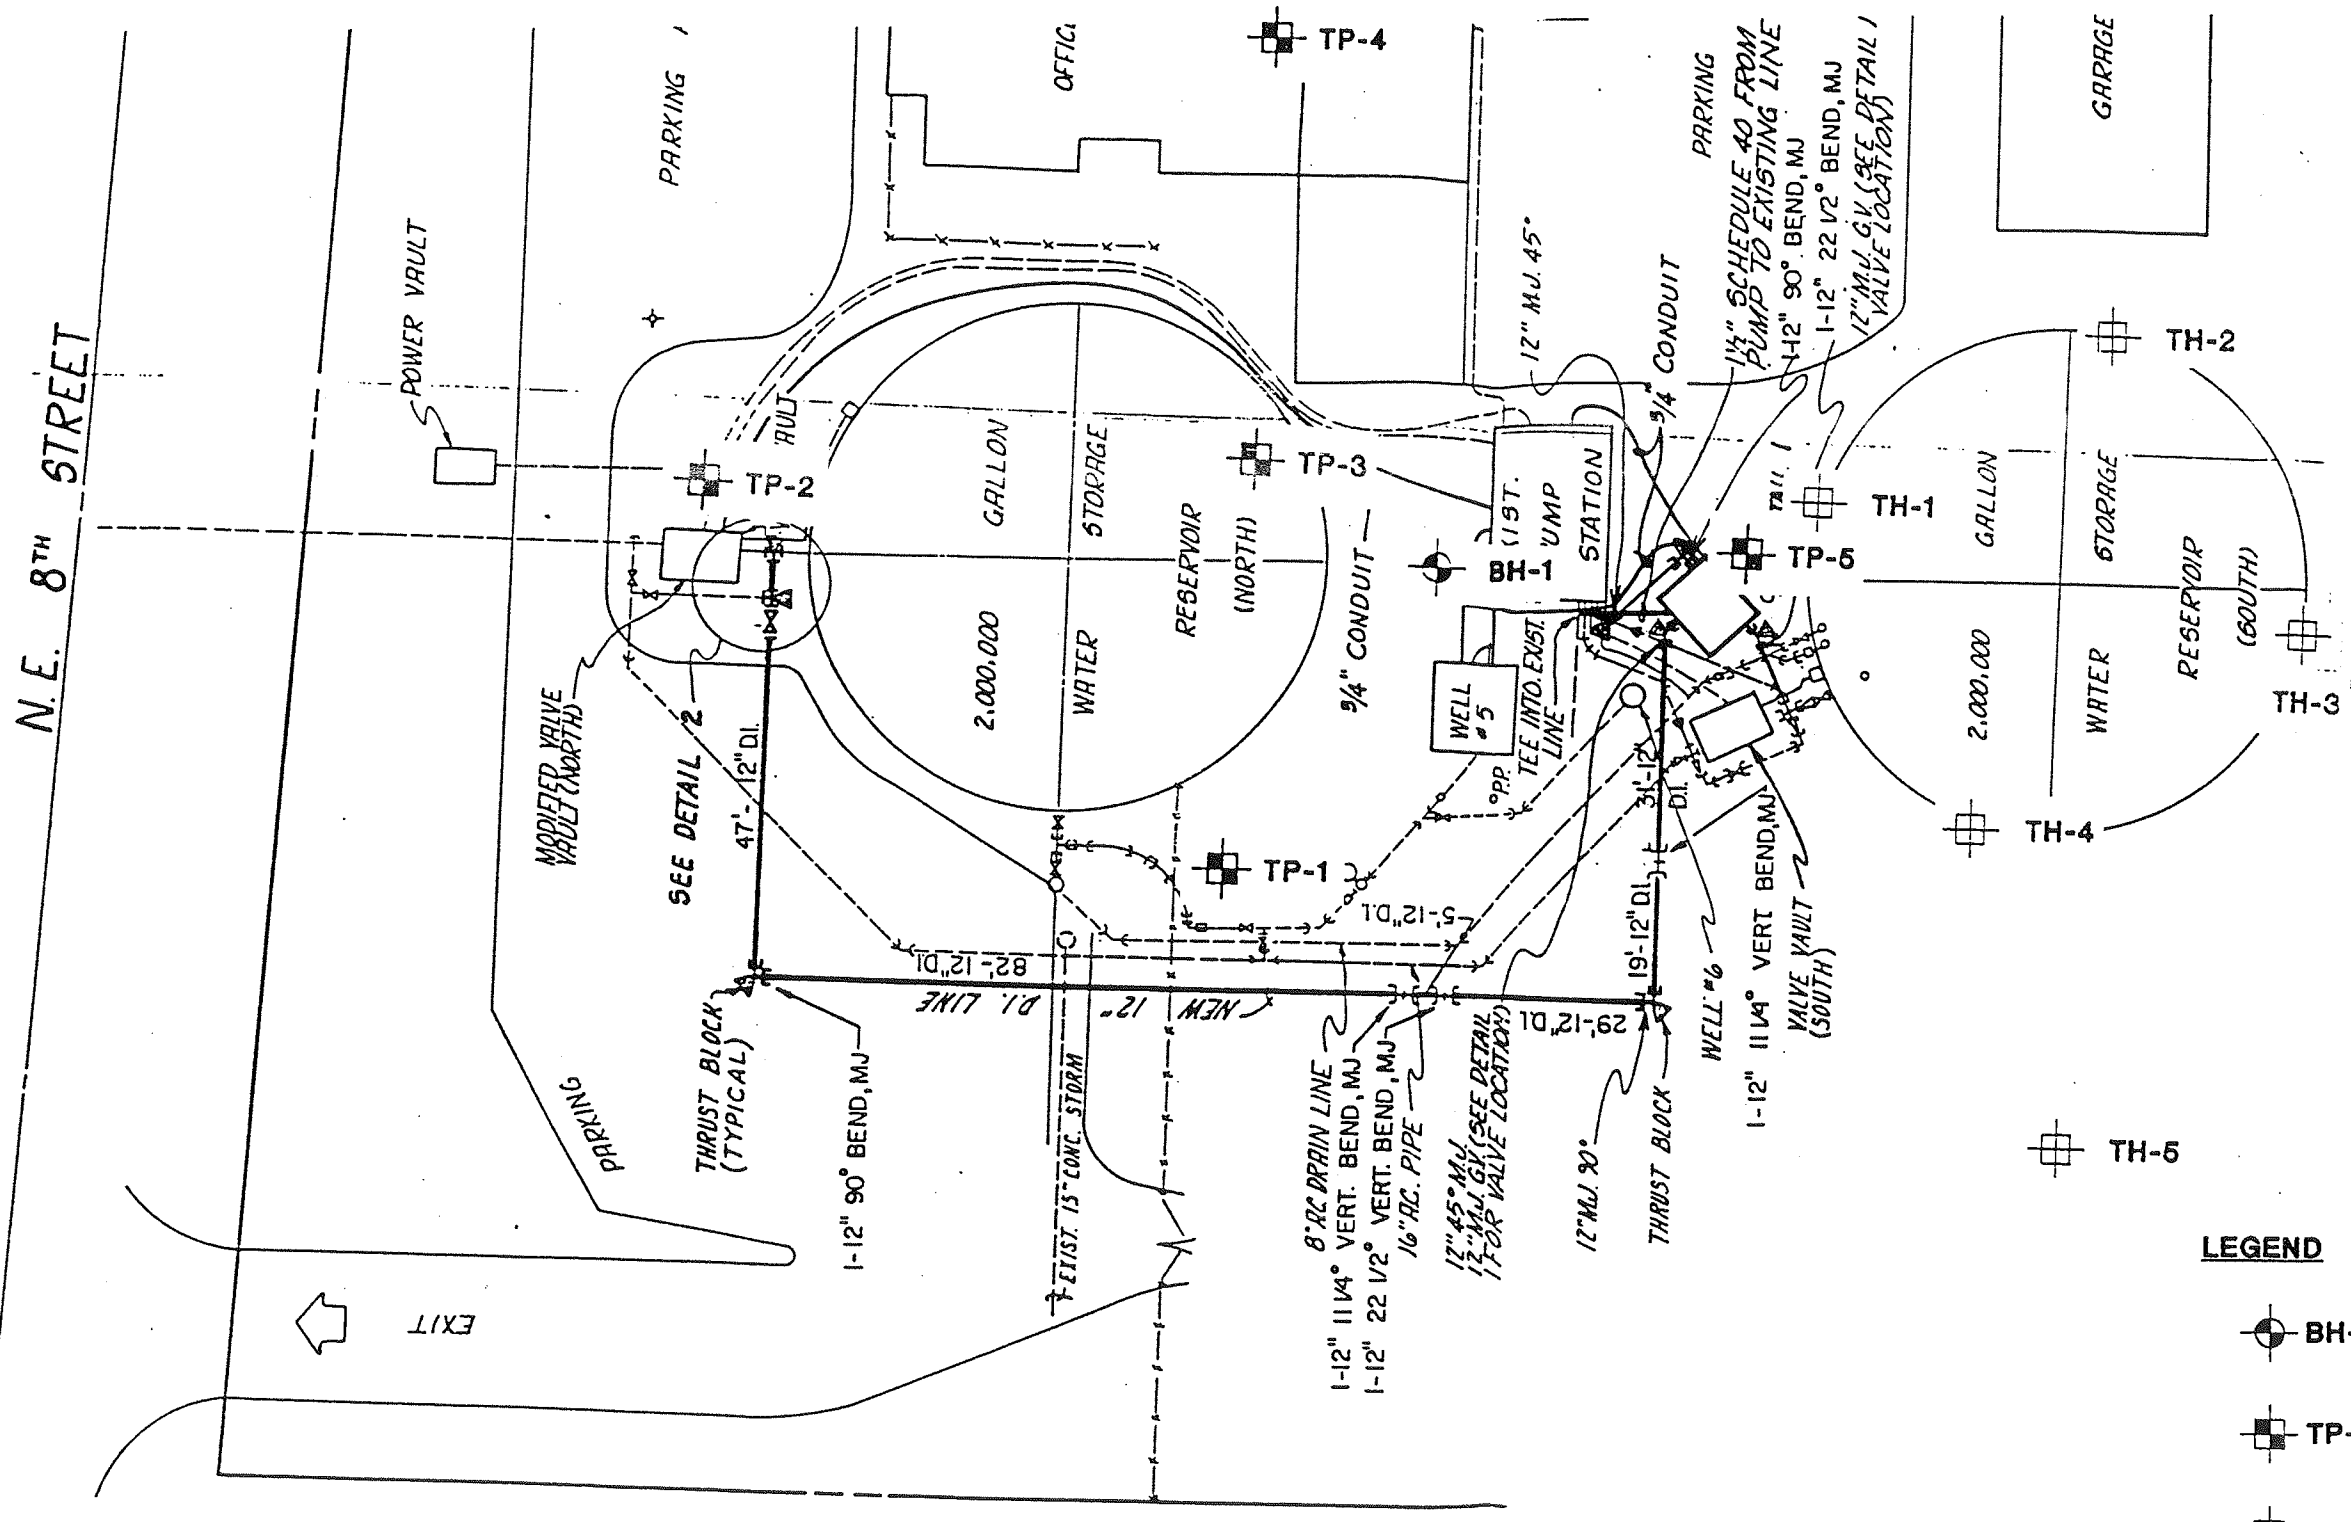 N.E. 8TH STREET
POWER VAULT
PARKING
OFFIC
TP-4
PARKING
GARAGE
1½" SCHEDULE 40 FROM
PUMP TO EXISTING LINE
1-12" 90°. BEND, MJ
1-12" 22 1/2° BEND, MJ
12" M.J. G.V. (SEE DETAIL 1
VALVE LOCATION)
12" M.J. 45°
3/4" CONDUIT
TH-2
AULT
TP-2
TP-3
GALLON
STORAGE
2,000,000
WATER
RESERVOIR
(NORTH)
3/4" CONDUIT
BH-1
(1 ST.
UMP
STATION
TP-5
TH-1
GALLON
STORAGE
2,000,000
WATER
RESERVOIR
(SOUTH)
TH-3
TH-4
MODIFIED VALVE
VAULT (NORTH)
SEE DETAIL 2
47'- 12" D.I.
WELL
#5
TEE INTO EXIST.
LINE
P.P.
31'-12"
D.I.
TP-1
5'-12" D.I.
82'-12" D.I.
NEW 12" D.I. LINE
19'-12" D.I.
29'-12" D.I.
THRUST BLOCK
(TYPICAL)
1-12" 90° BEND, MJ
PARKING
EXIST. 15" CONC. STORM
8" AC DRAIN LINE
1-12" 11 1/4° VERT. BEND, MJ
1-12" 22 1/2° VERT. BEND, MJ
16" AC. PIPE
12" 45° M.J.
12" M.J. G.V. (SEE DETAIL
1 FOR VALVE LOCATION)
12" M.J. 90°
THRUST BLOCK
WELL #6
1-12" 11 1/4° VERT BEND, MJ
VALVE VAULT
(SOUTH)
TH-5
EXIT
LEGEND
BH-
TP-